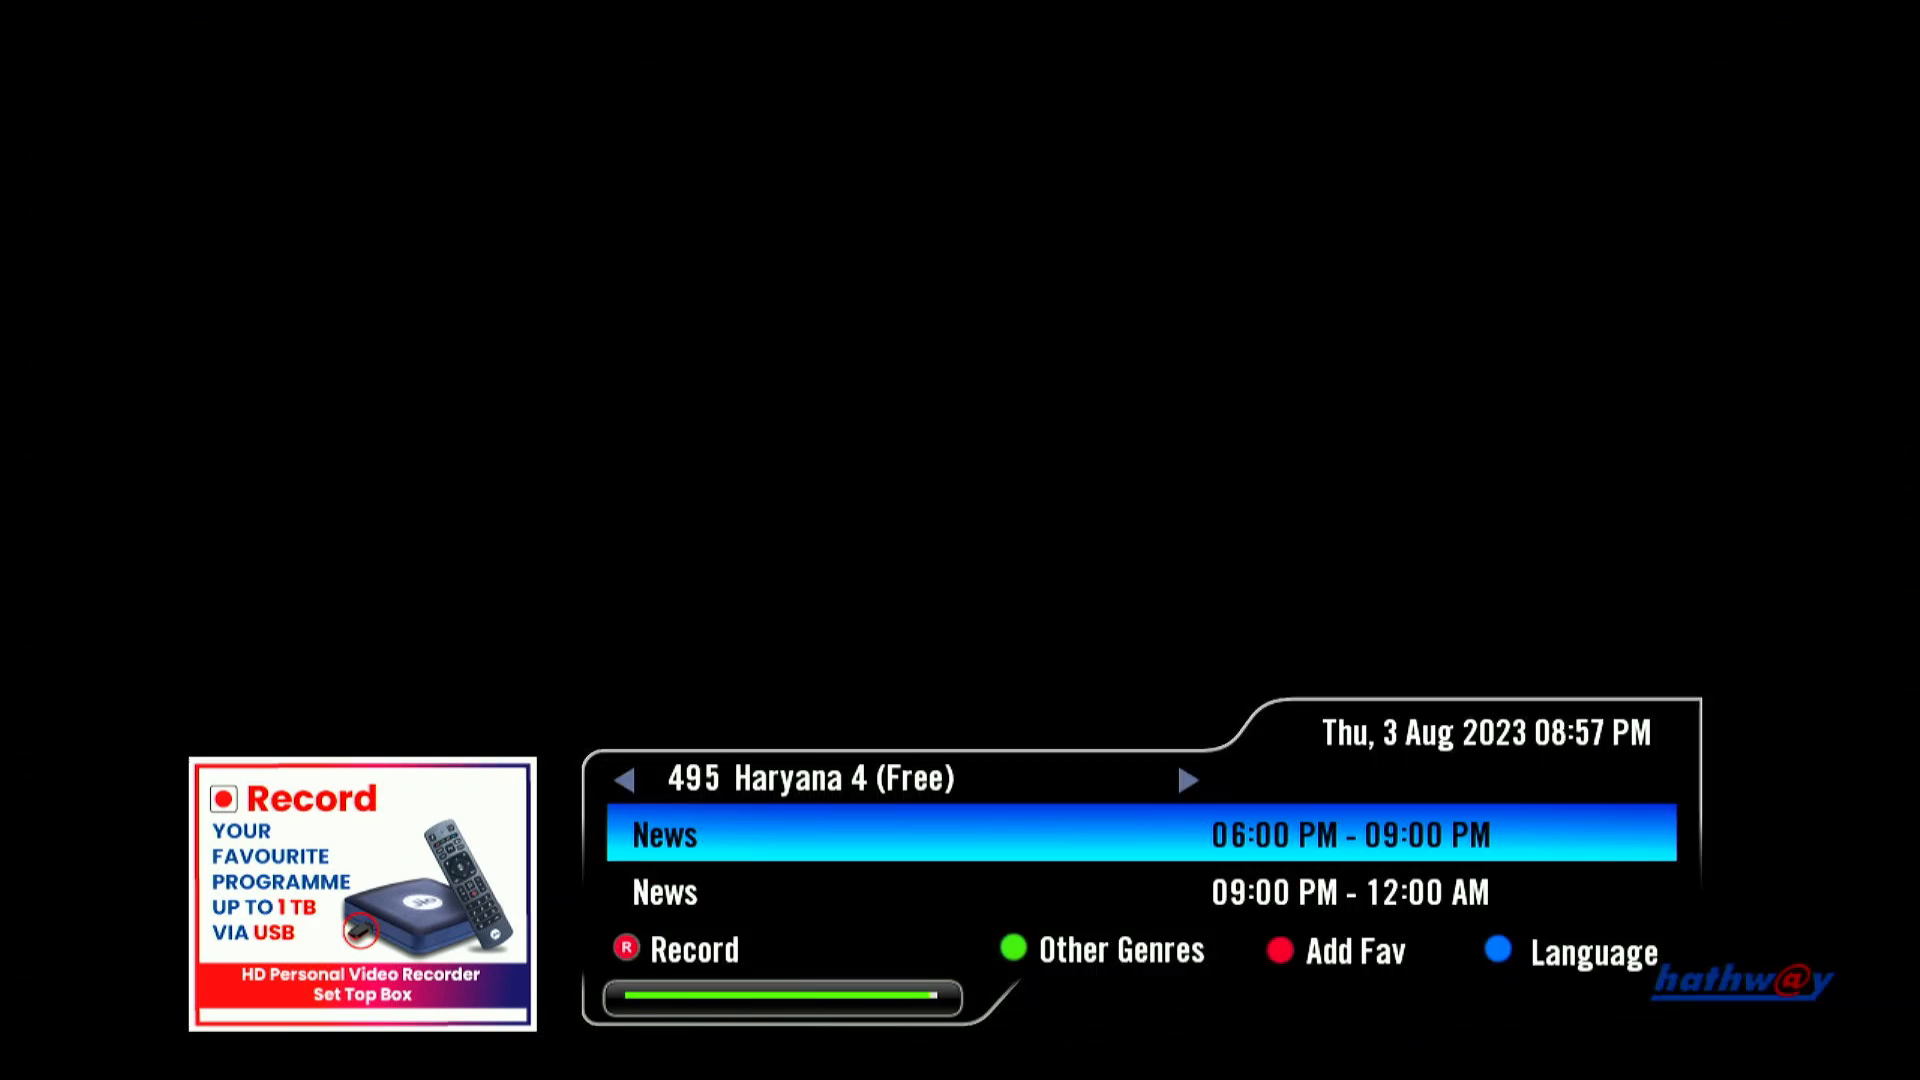 Thu, 3 Aug 2023 08:57 PM
495 Haryana 4 (Free)
News 06:00 PM - 09:00 PM
News 09:00 PM - 12:00 AM
R Record Other Genres Add Fav Language
hathw@y
Record
YOUR
FAVOURITE
PROGRAMME
UP TO 1 TB
VIA USB
Jio
HD Personal Video Recorder
Set Top Box